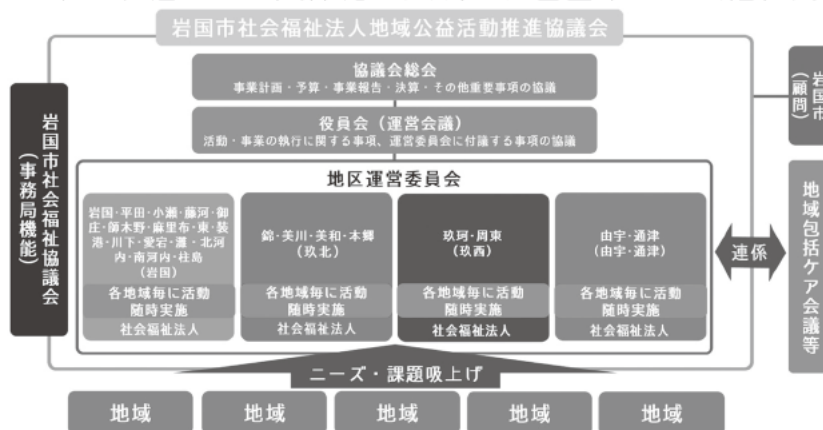 岩国市社会福祉法人地域公益活動推進協議会
協議会総会
事業計画・予算・事業報告・決算・その他重要事項の協議
役員会（運営会議）
活動・事業の執行に関する事項、運営委員会に付議する事項の協議
岩国市社会福祉協議会
（事務局機能）
岩国市
（顧問）
地区運営委員会
岩国・平田・小瀬・藤河・御
庄・師木野・麻里布・東・装
港・川下・愛宕・灘・北河
内・南河内・柱島
（岩国）
各地域毎に活動
随時実施
社会福祉法人
錦・美川・美和・本郷
（玖北）
各地域毎に活動
随時実施
社会福祉法人
玖珂・周東
（玖西）
各地域毎に活動
随時実施
社会福祉法人
由宇・通津
（由宇・通津）
各地域毎に活動
随時実施
社会福祉法人
連係
地域包括ケア会議等
ニーズ・課題吸上げ
地域
地域
地域
地域
地域